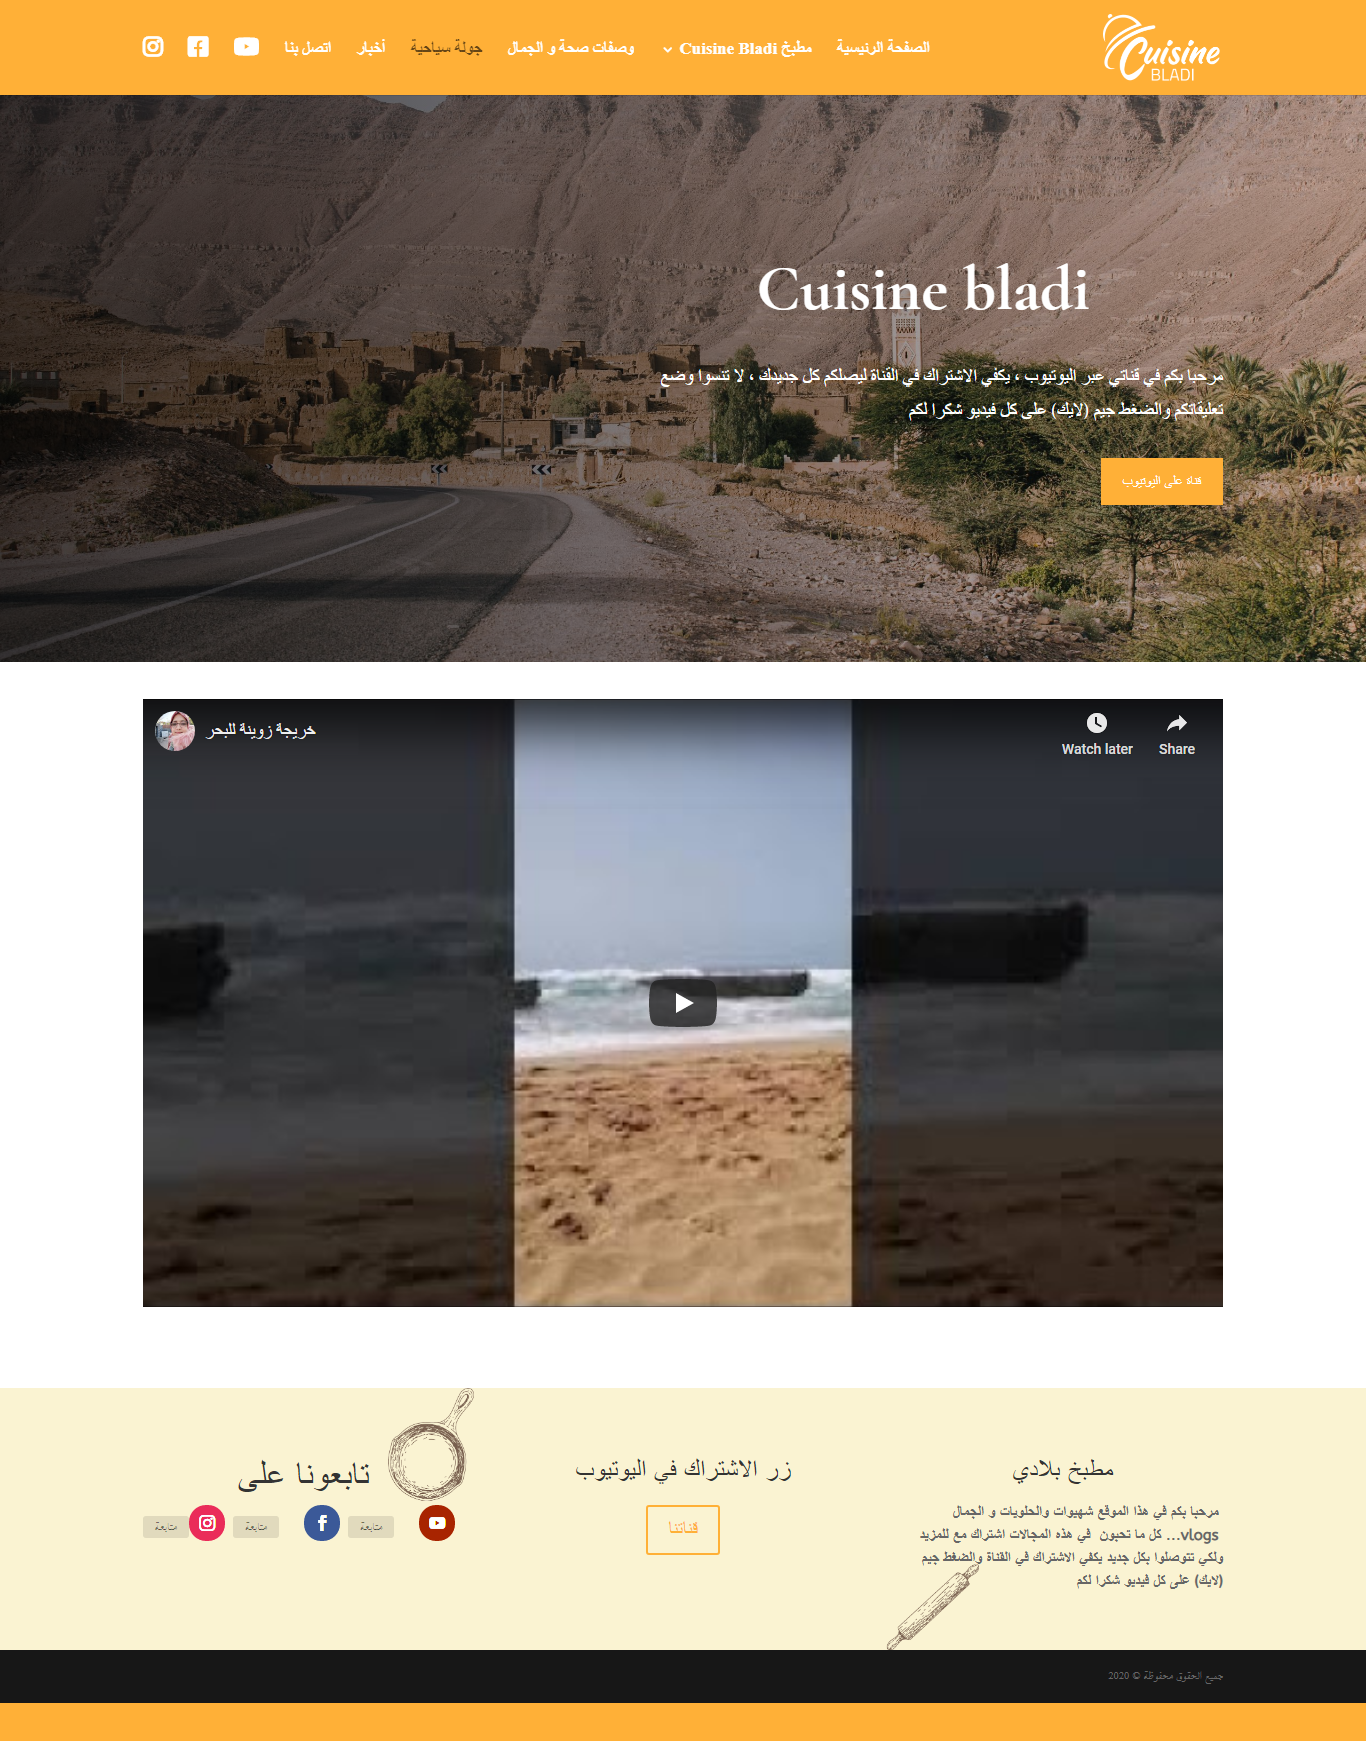 Cuisine
BLADI
الصفحة الرئيسية
مطبخ Cuisine Bladi
وصفات صحة و الجمال
جولة سياحية
أخبار
اتصل بنا
Cuisine bladi
مرحبا بكم في قناتي عبر اليوتيوب ، يكفي الاشتراك في القناة ليصلكم كل جديدك ، لا تنسوا وضع
تعليقاتكم والضغط جيم (لايك) على كل فيديو شكرا لكم
قناة على اليوتيوب
خريجة زوينة للبحر
Watch later
Share
مطبخ بلادي
مرحبا بكم في هذا الموقع شهيوات والحلويات و الجمال
vlogs... كل ما تحبون في هذه المجالات اشتراك مع للمزيد
ولكي تتوصلوا بكل جديد يكفي الاشتراك في القناة والضغط جيم
(لايك) على كل فيديو شكرا لكم
زر الاشتراك في اليوتيوب
قناتنا
تابعونا على
متابعة
متابعة
متابعة
جميع الحقوق محفوظة © 2020